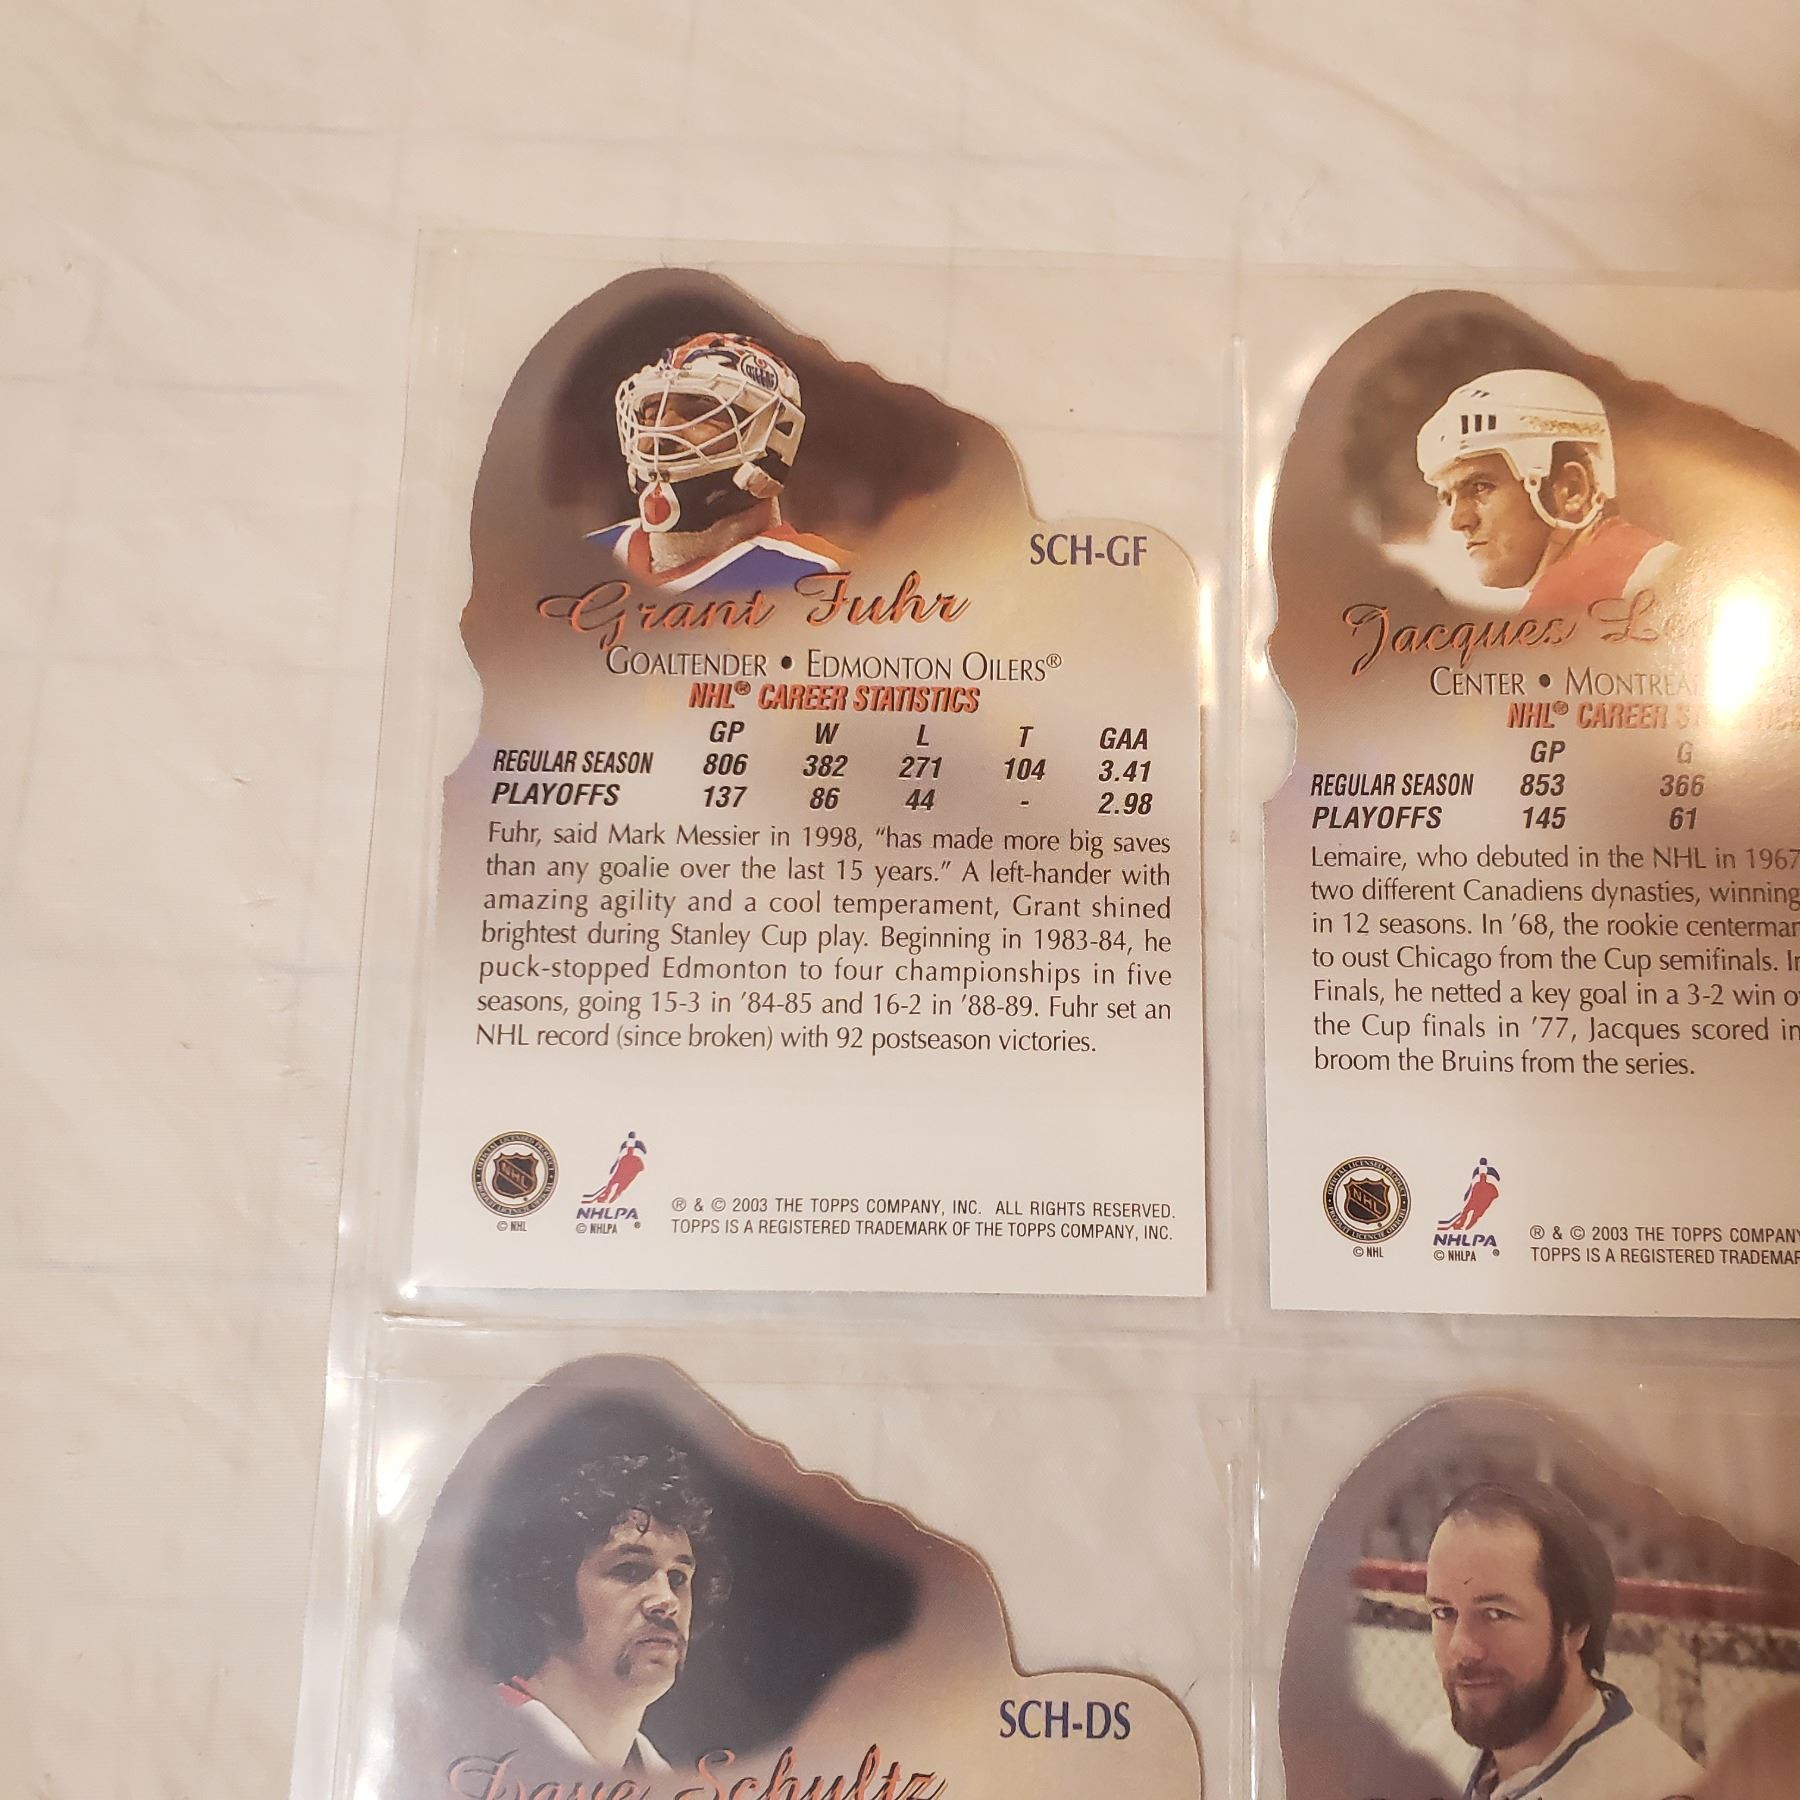 OILERS
SCH-GF
Grant Fuhr
GOALTENDER • EDMONTON OILERS®
NHL® CAREER STATISTICS
GP W L T GAA
REGULAR SEASON 806 382 271 104 3.41
PLAYOFFS 137 86 44 - 2.98
Fuhr, said Mark Messier in 1998, "has made more big saves
than any goalie over the last 15 years." A left-hander with
amazing agility and a cool temperament, Grant shined
brightest during Stanley Cup play. Beginning in 1983-84, he
puck-stopped Edmonton to four championships in five
seasons, going 15-3 in '84-85 and 16-2 in '88-89. Fuhr set an
NHL record (since broken) with 92 postseason victories.
NHL
© NHL
NHLPA
© NHLPA ®
® & © 2003 THE TOPPS COMPANY, INC. ALL RIGHTS RESERVED.
TOPPS IS A REGISTERED TRADEMARK OF THE TOPPS COMPANY, INC.
Jacques
CENTER •
NHL® CAREER
GP G
REGULAR SEASON 853 366
PLAYOFFS 145 61
Lemaire, who debuted in the NHL in 1967
two different Canadiens dynasties, winning
in 12 seasons. In '68, the rookie centerman
to oust Chicago from the Cup semifinals.
Finals, he netted a key goal in a 3-2 win
the Cup finals in '77, Jacques scored in
broom the Bruins from the series.
NHL
© NHL
NHLPA
© NHLPA ®
® & © 2003 THE TOPPS COMPANY
TOPPS IS A REGISTERED
SCH-DS
Dave Schultz